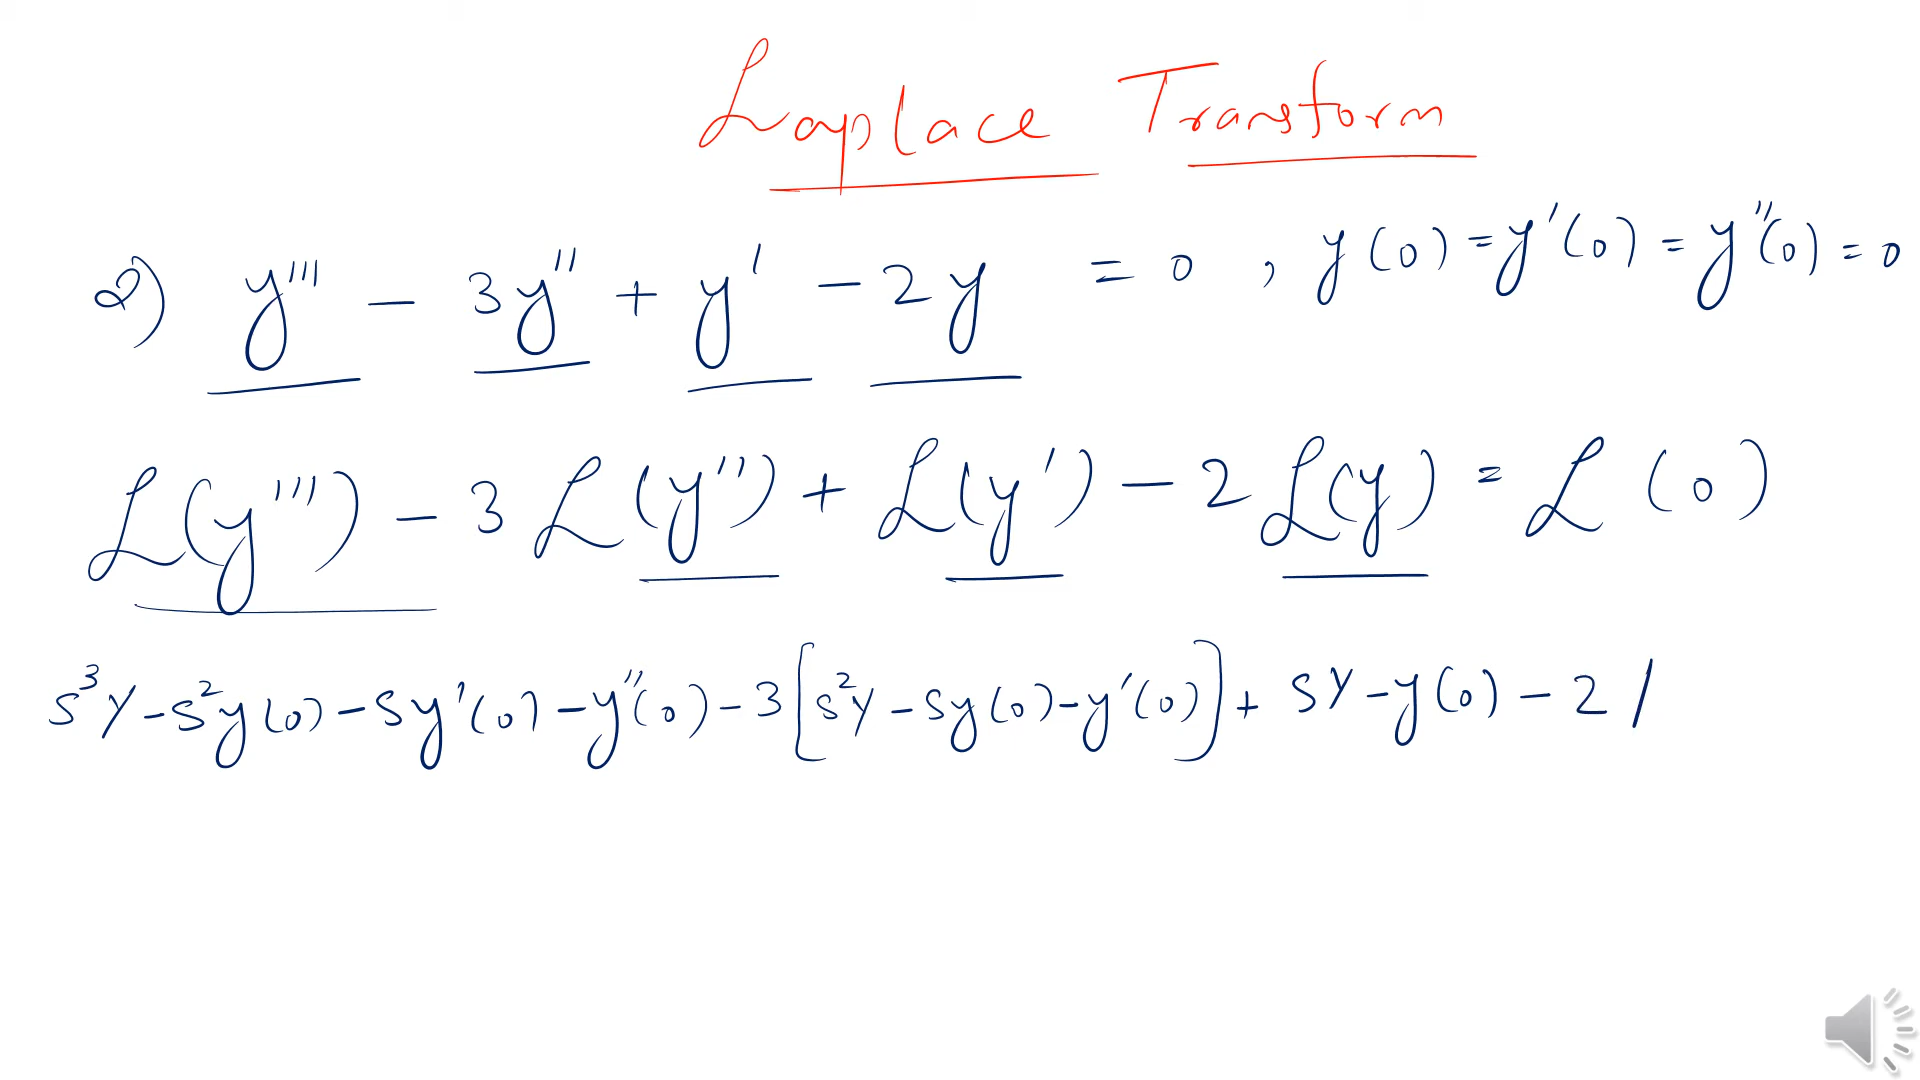 Laplace Transform
2) y''' - 3y'' + y' - 2y = 0 , y(0) = y'(0) = y''(0) = 0
ℒ(y''') - 3ℒ(y'') + ℒ(y') - 2ℒ(y) = ℒ(0)
s³Y - s²y(0) - sy'(0) - y''(0) - 3[s²Y - sy(0) - y'(0)] + sY - y(0) - 2